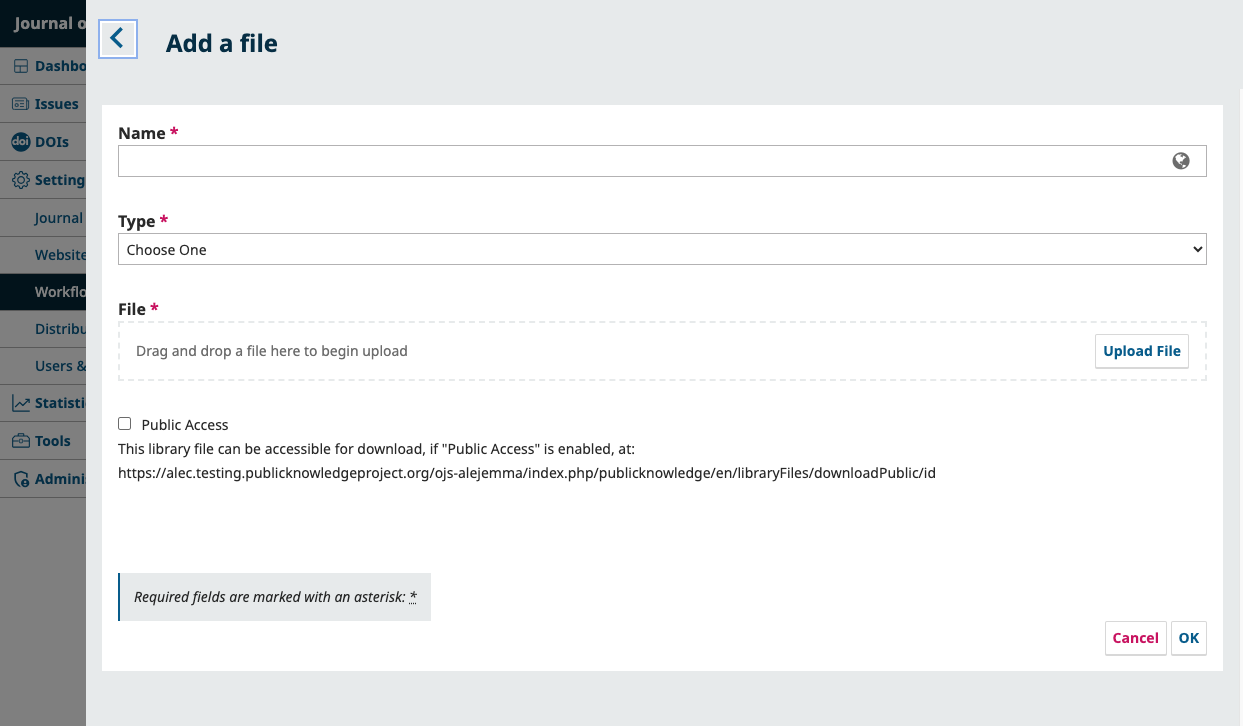 Journal o
Add a file
Dashbo
Issues
doi DOIs
Setting
Journal
Website
Workflo
Distribu
Users &
Statisti
Tools
Admini
Name *
Type *
Choose One
File *
Drag and drop a file here to begin upload
Upload File
Public Access
This library file can be accessible for download, if "Public Access" is enabled, at:
https://alec.testing.publicknowledgeproject.org/ojs-alejemma/index.php/publicknowledge/en/libraryFiles/downloadPublic/id
Required fields are marked with an asterisk: *
Cancel OK